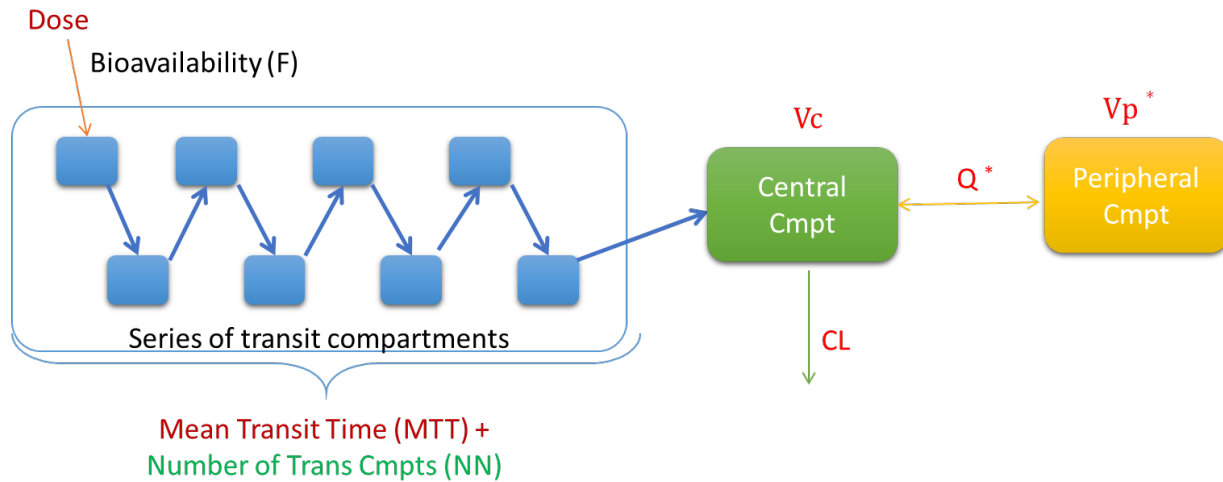 Dose
Bioavailability (F)
Vc
Vp *
Central
Cmpt
Q *
Peripheral
Cmpt
Series of transit compartments
CL
Mean Transit Time (MTT) +
Number of Trans Cmpts (NN)